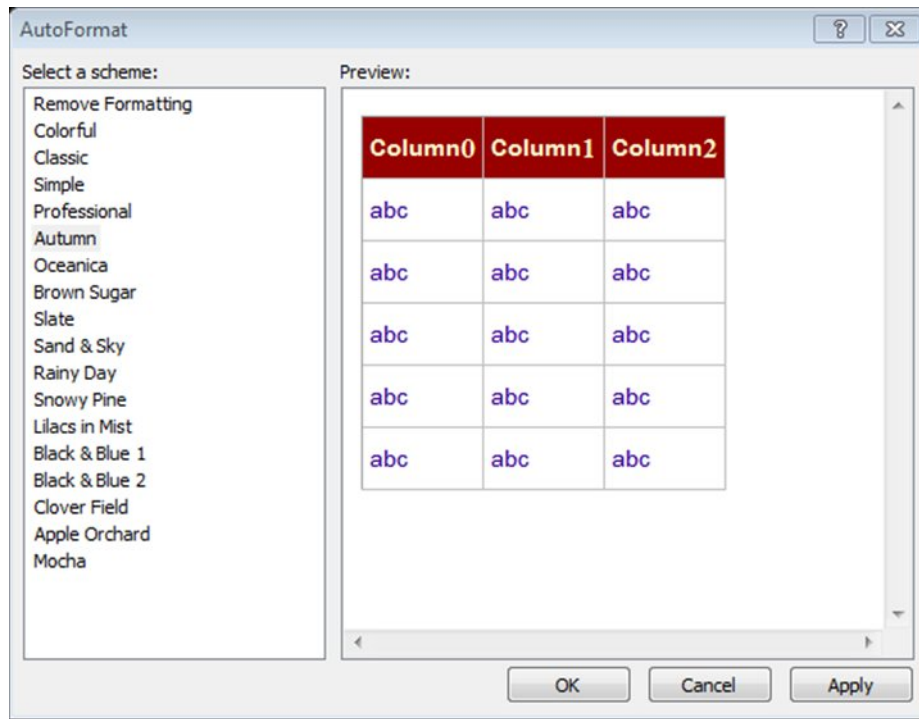 AutoFormat
Select a scheme:
Remove Formatting
Colorful
Classic
Simple
Professional
Autumn
Oceanica
Brown Sugar
Slate
Sand & Sky
Rainy Day
Snowy Pine
Lilacs in Mist
Black & Blue 1
Black & Blue 2
Clover Field
Apple Orchard
Mocha
Preview:
Column0 Column1 Column2
abc abc abc
abc abc abc
abc abc abc
abc abc abc
abc abc abc
OK Cancel Apply